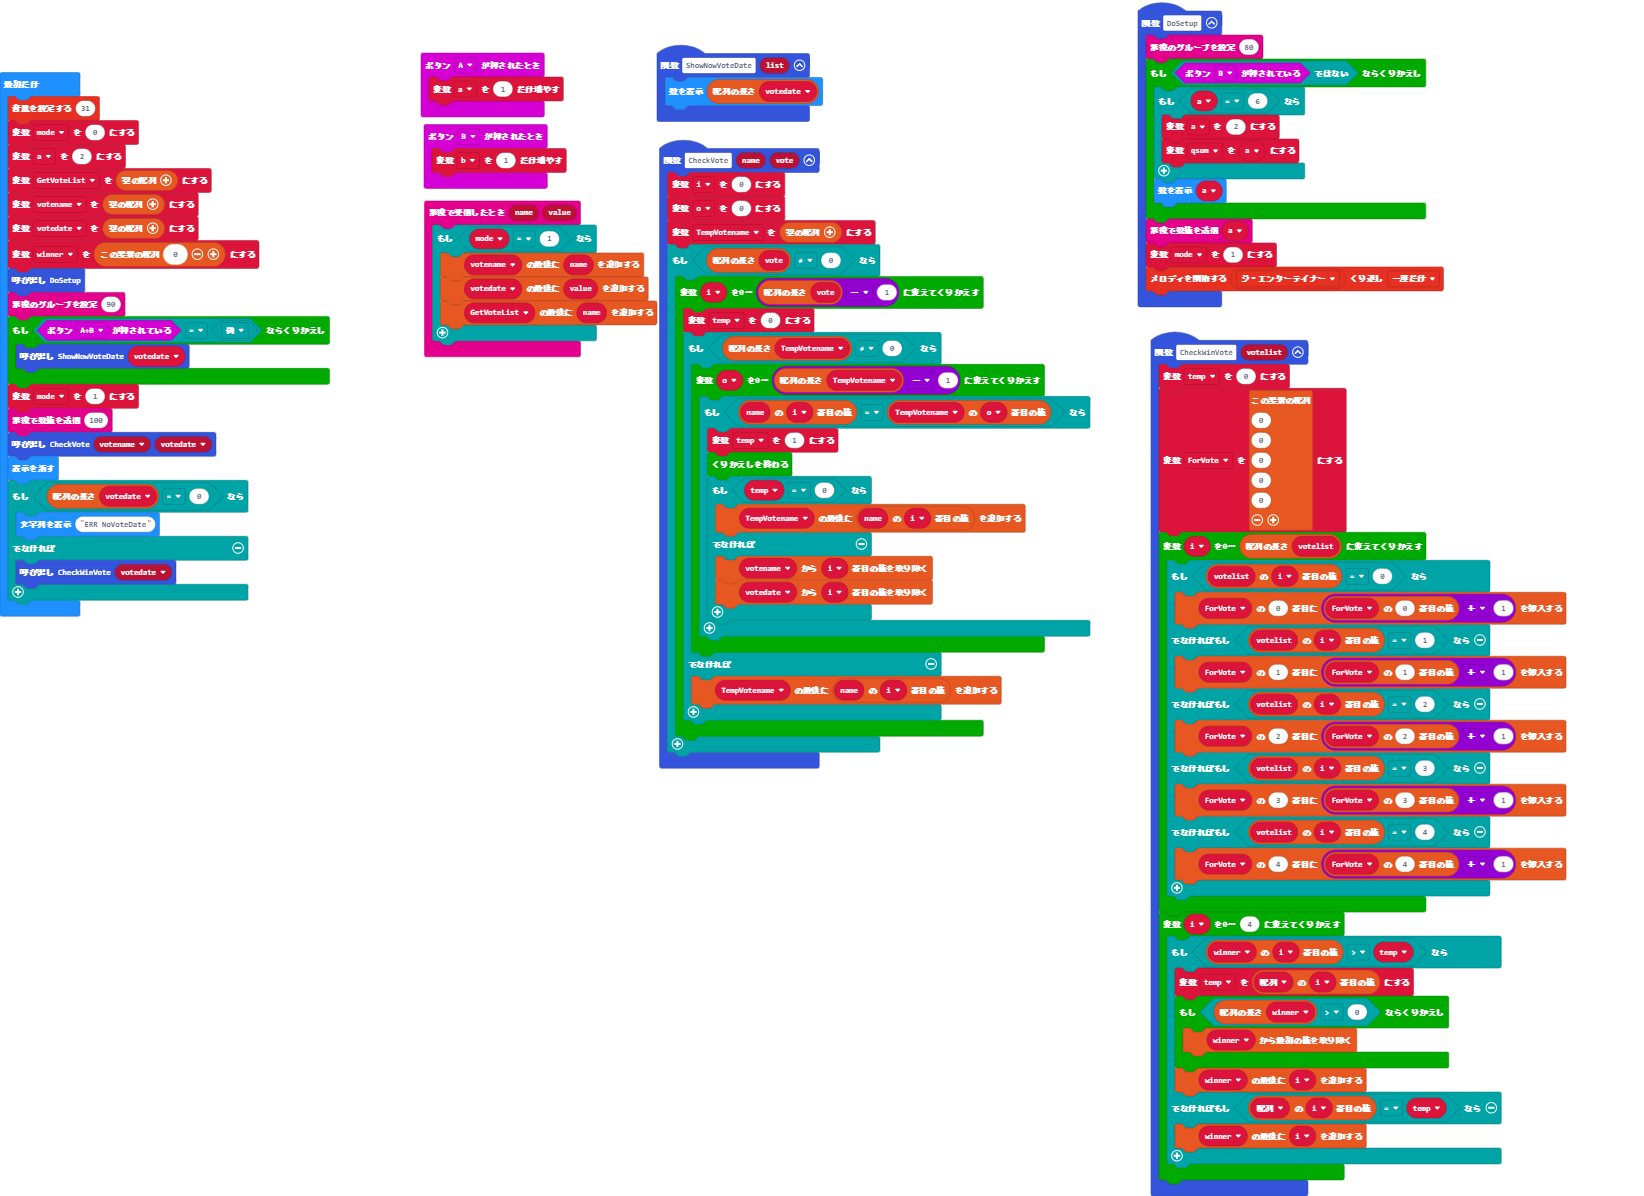 最初だけ
音量を設定する 31
変数 mode を 0 にする
変数 a を 2 にする
変数 GetVoteList を 空の配列 にする
変数 votename を 空の配列 にする
変数 votedate を 空の配列 にする
変数 winner を この要素の配列 0 にする
呼び出し DoSetup
無線のグループを設定 90
もし ボタン A+B が押されている = 偽 ならくりかえし
呼び出し ShowNowVoteDate votedate
変数 mode を 1 にする
無線で数値を送信 100
呼び出し CheckVote votename votedate
表示を消す
もし 配列の長さ votedate = 0 なら
文字列を表示 "ERR NoVoteDate"
でなければ
呼び出し CheckWinVote votedate
ボタン A が押されたとき
変数 a を 1 だけ増やす
ボタン B が押されたとき
変数 b を 1 だけ増やす
無線で受信したとき name value
もし mode = 1 なら
votename の最後に name を追加する
votedate の最後に value を追加する
GetVoteList の最後に name を追加する
関数 ShowNowVoteDate list
数を表示 配列の長さ votedate
関数 CheckVote name vote
変数 i を 0 にする
変数 o を 0 にする
変数 TempVotename を 空の配列 にする
もし 配列の長さ vote ≠ 0 なら
変数 i を0～ 配列の長さ vote － 1 に変えてくりかえす
変数 temp を 0 にする
もし 配列の長さ TempVotename ≠ 0 なら
変数 o を0～ 配列の長さ TempVotename － 1 に変えてくりかえす
もし name の i 番目の値 = TempVotename の o 番目の値 なら
変数 temp を 1 にする
くりかえしを終わる
もし temp = 0 なら
TempVotename の最後に name の i 番目の値 を追加する
でなければ
votename から i 番目の値を取り除く
votedate から i 番目の値を取り除く
でなければ
TempVotename の最後に name の i 番目の値 を追加する
関数 DoSetup
無線のグループを設定 80
もし ボタン B が押されている ではない ならくりかえし
もし a = 6 なら
変数 a を 2 にする
変数 qsum を a にする
数を表示 a
無線で数値を送信 a
変数 mode を 1 にする
メロディを開始する ジ・エンターテイナー くり返し 一度だけ
関数 CheckWinVote votelist
変数 temp を 0 にする
変数 ForVote を この要素の配列 0 0 0 0 0 にする
変数 i を0～ 配列の長さ votelist に変えてくりかえす
もし votelist の i 番目の値 = 0 なら
ForVote の 0 番目に ForVote の 0 番目の値 + 1 を挿入する
でなければもし votelist の i 番目の値 = 1 なら
ForVote の 1 番目に ForVote の 1 番目の値 + 1 を挿入する
でなければもし votelist の i 番目の値 = 2 なら
ForVote の 2 番目に ForVote の 2 番目の値 + 1 を挿入する
でなければもし votelist の i 番目の値 = 3 なら
ForVote の 3 番目に ForVote の 3 番目の値 + 1 を挿入する
でなければもし votelist の i 番目の値 = 4 なら
ForVote の 4 番目に ForVote の 4 番目の値 + 1 を挿入する
変数 i を0～ 4 に変えてくりかえす
もし winner の i 番目の値 > temp なら
変数 temp を 配列 の i 番目の値 にする
もし 配列の長さ winner > 0 ならくりかえし
winner から最初の値を取り除く
winner の最後に i を追加する
でなければもし 配列 の i 番目の値 = temp なら
winner の最後に i を追加する